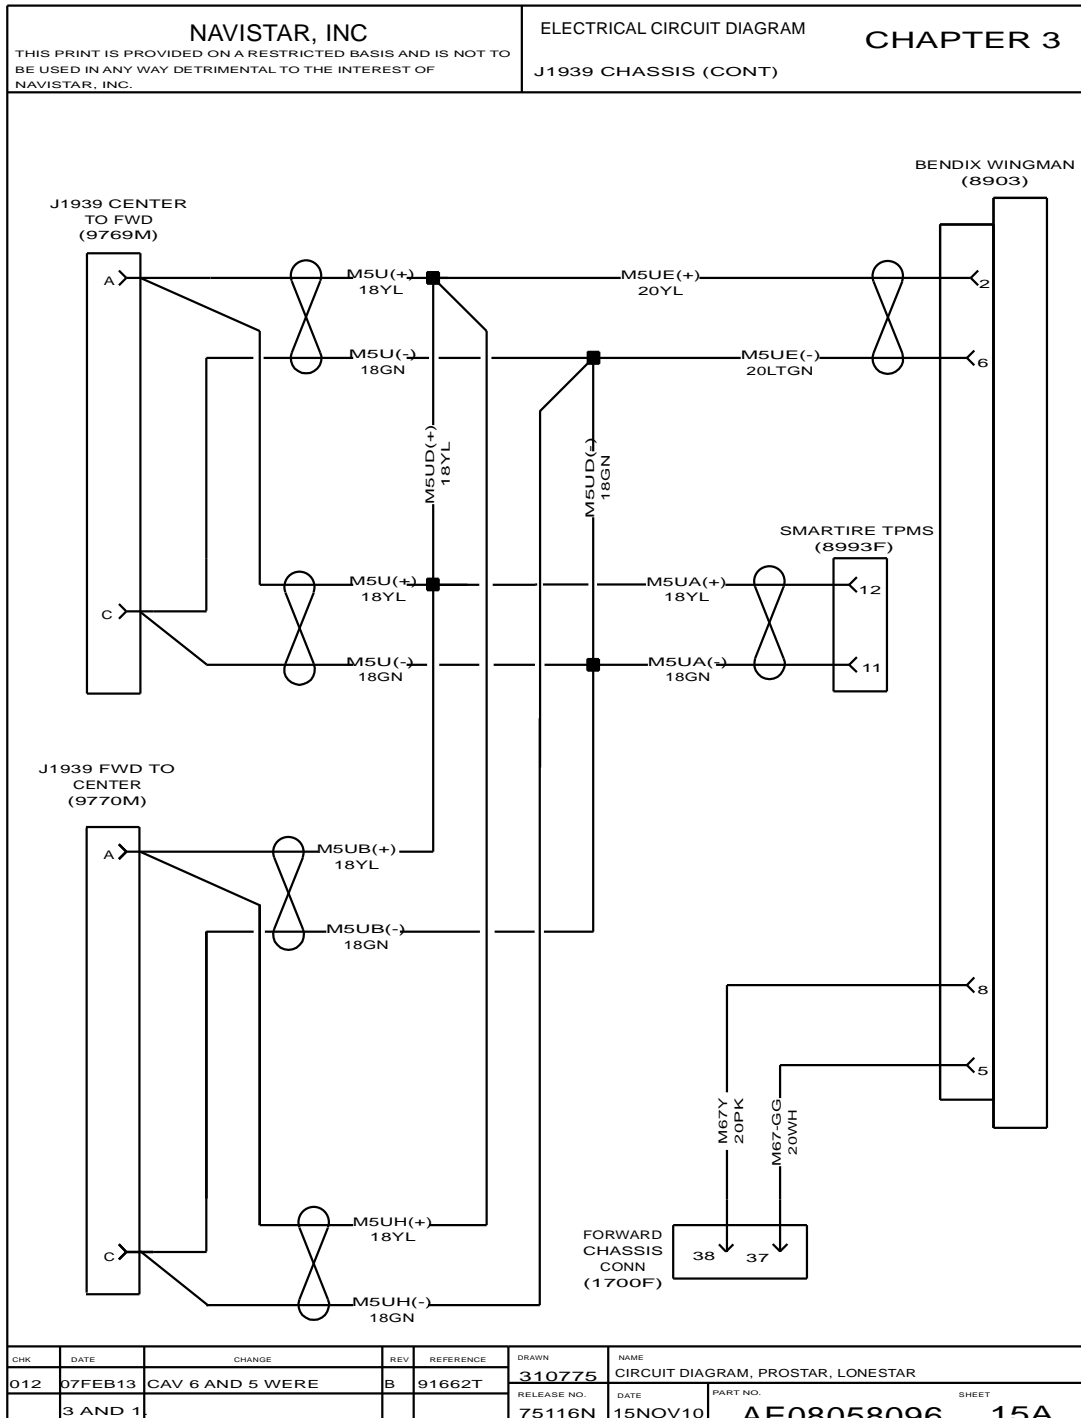 NAVISTAR, INC
THIS PRINT IS PROVIDED ON A RESTRICTED BASIS AND IS NOT TO
BE USED IN ANY WAY DETRIMENTAL TO THE INTEREST OF
NAVISTAR, INC.
ELECTRICAL CIRCUIT DIAGRAM
J1939 CHASSIS (CONT)
CHAPTER 3
BENDIX WINGMAN
(8903)
J1939 CENTER
TO FWD
(9769M)
A
M5U(+)
18YL
M5UE(+)
20YL
2
M5U(-)
18GN
M5UE(-)
20LTGN
6
M5UD(+)
18YL
M5UD(-)
18GN
SMARTIRE TPMS
(8993F)
C
M5U(+)
18YL
M5UA(+)
18YL
12
M5U(-)
18GN
M5UA(-)
18GN
11
J1939 FWD TO
CENTER
(9770M)
A
M5UB(+)
18YL
M5UB(-)
18GN
8
5
M67Y
20PK
M67-GG
20WH
C
M5UH(+)
18YL
M5UH(-)
18GN
FORWARD
CHASSIS
CONN
(1700F)
38
37
CHK
DATE
CHANGE
REV
REFERENCE
DRAWN
NAME
012
07FEB13
CAV 6 AND 5 WERE
B
91662T
310775
CIRCUIT DIAGRAM, PROSTAR, LONESTAR
3 AND 1.
RELEASE NO.
DATE
PART NO.
SHEET
75116N
15NOV10
AE08058096
15A